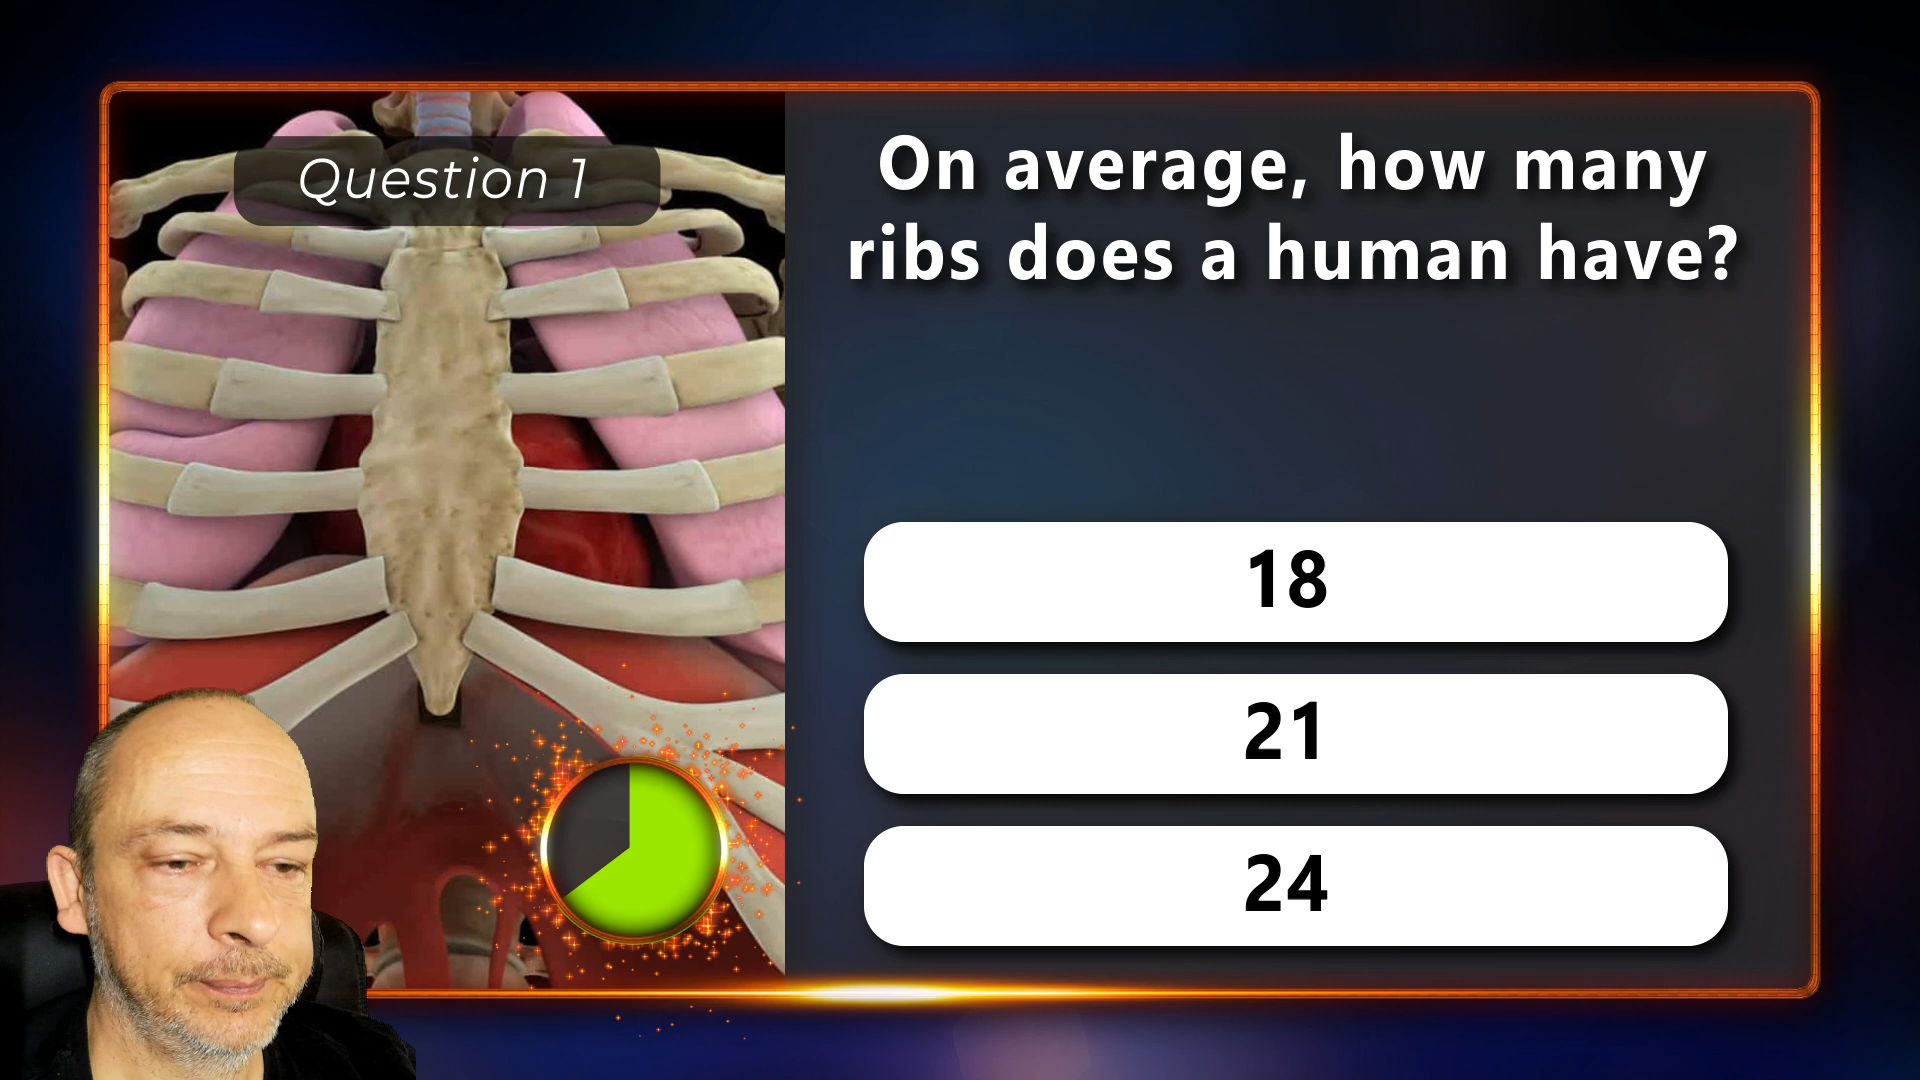 Question 1
On average, how many
ribs does a human have?
18
21
24